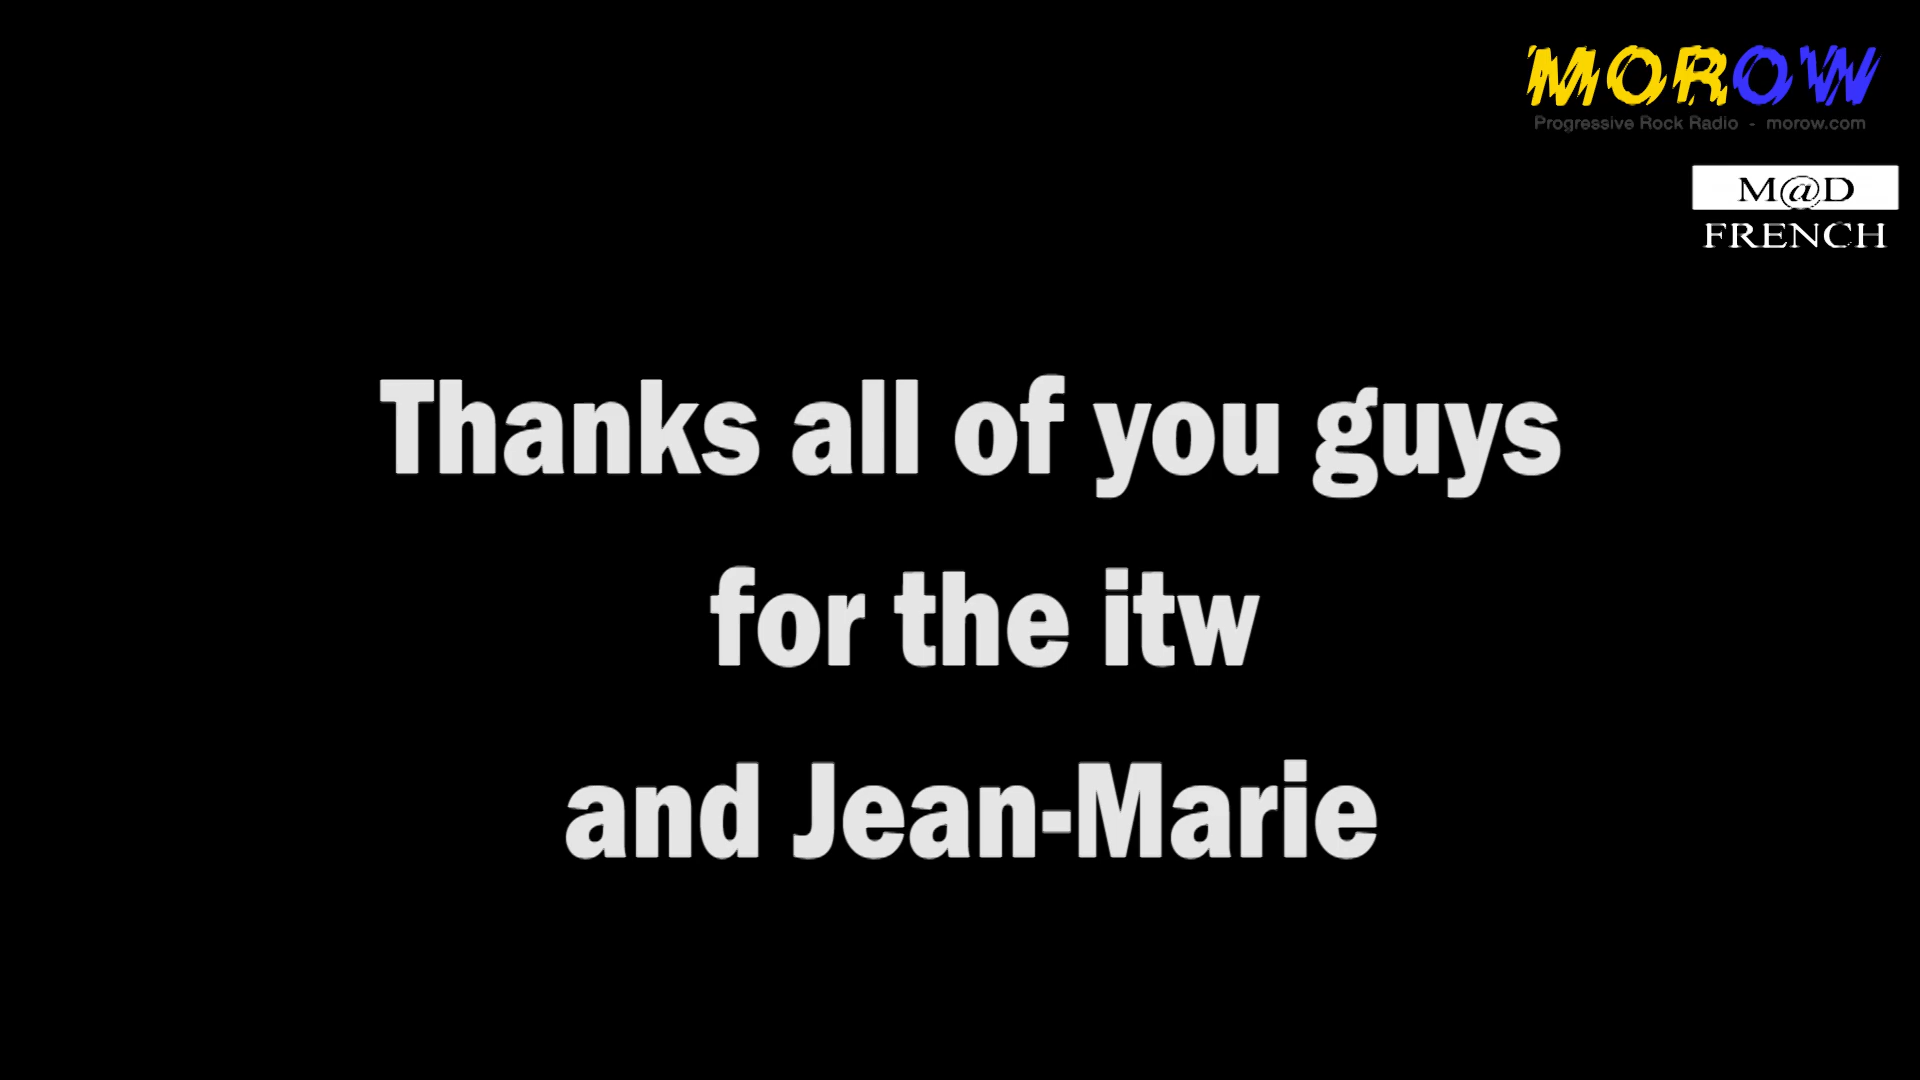 MOROW
Progressive Rock Radio - morow.com
M@D
FRENCH
Thanks all of you guys
for the itw
and Jean-Marie